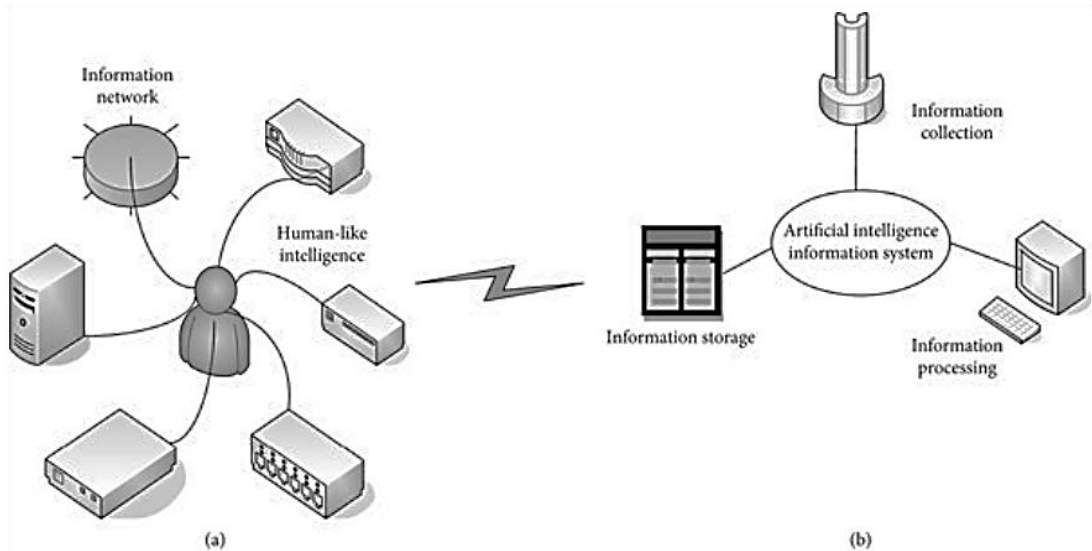 Information
network
Human-like
intelligence
(a)
Information
collection
Artificial intelligence
information system
Information storage
Information
processing
(b)